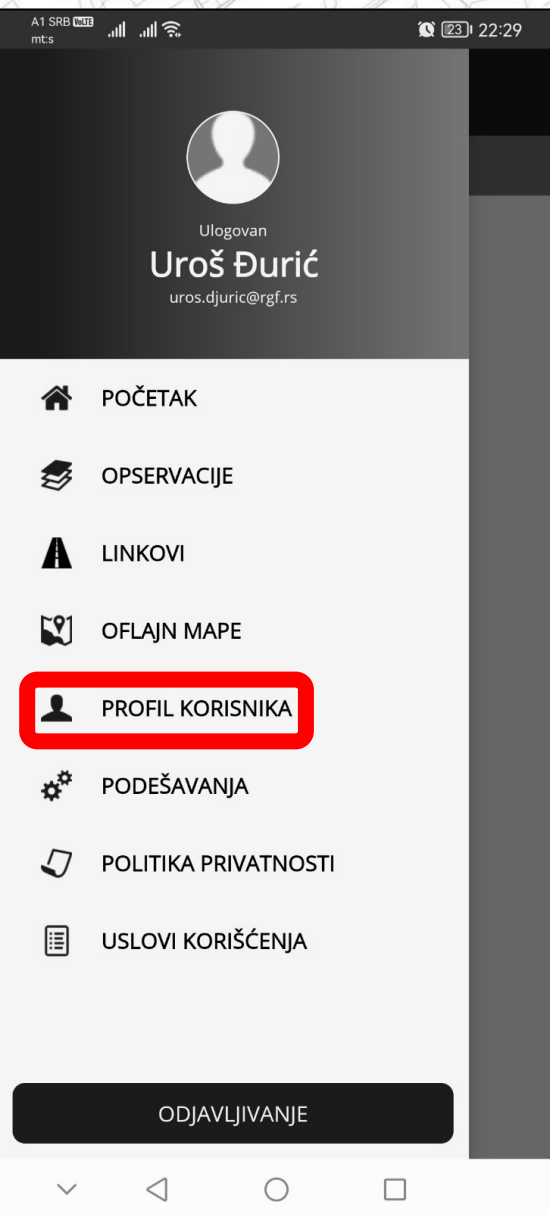 A1 SRB VoLTE
mt:s
23 22:29
Ulogovan
Uroš Đurić
uros.djuric@rgf.rs
POČETAK
OPSERVACIJE
LINKOVI
OFLAJN MAPE
PROFIL KORISNIKA
PODEŠAVANJA
POLITIKA PRIVATNOSTI
USLOVI KORIŠĆENJA
ODJAVLJIVANJE